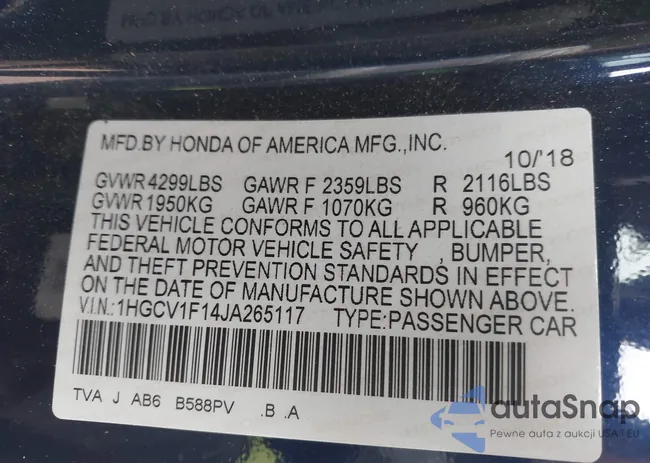 MFD.BY HONDA OF AMERICA MFG.,INC.
10/'18
GVWR 4299LBS GAWR F 2359LBS R 2116LBS
GVWR 1950KG GAWR F 1070KG R 960KG
THIS VEHICLE CONFORMS TO ALL APPLICABLE
FEDERAL MOTOR VEHICLE SAFETY , BUMPER,
AND THEFT PREVENTION STANDARDS IN EFFECT
ON THE DATE OF MANUFACTURE SHOWN ABOVE.
V.I.N.:1HGCV1F14JA265117 TYPE:PASSENGER CAR
TVA J AB6 B588PV .B .A
autaSnap
Pewne auta z aukcji USA i EU